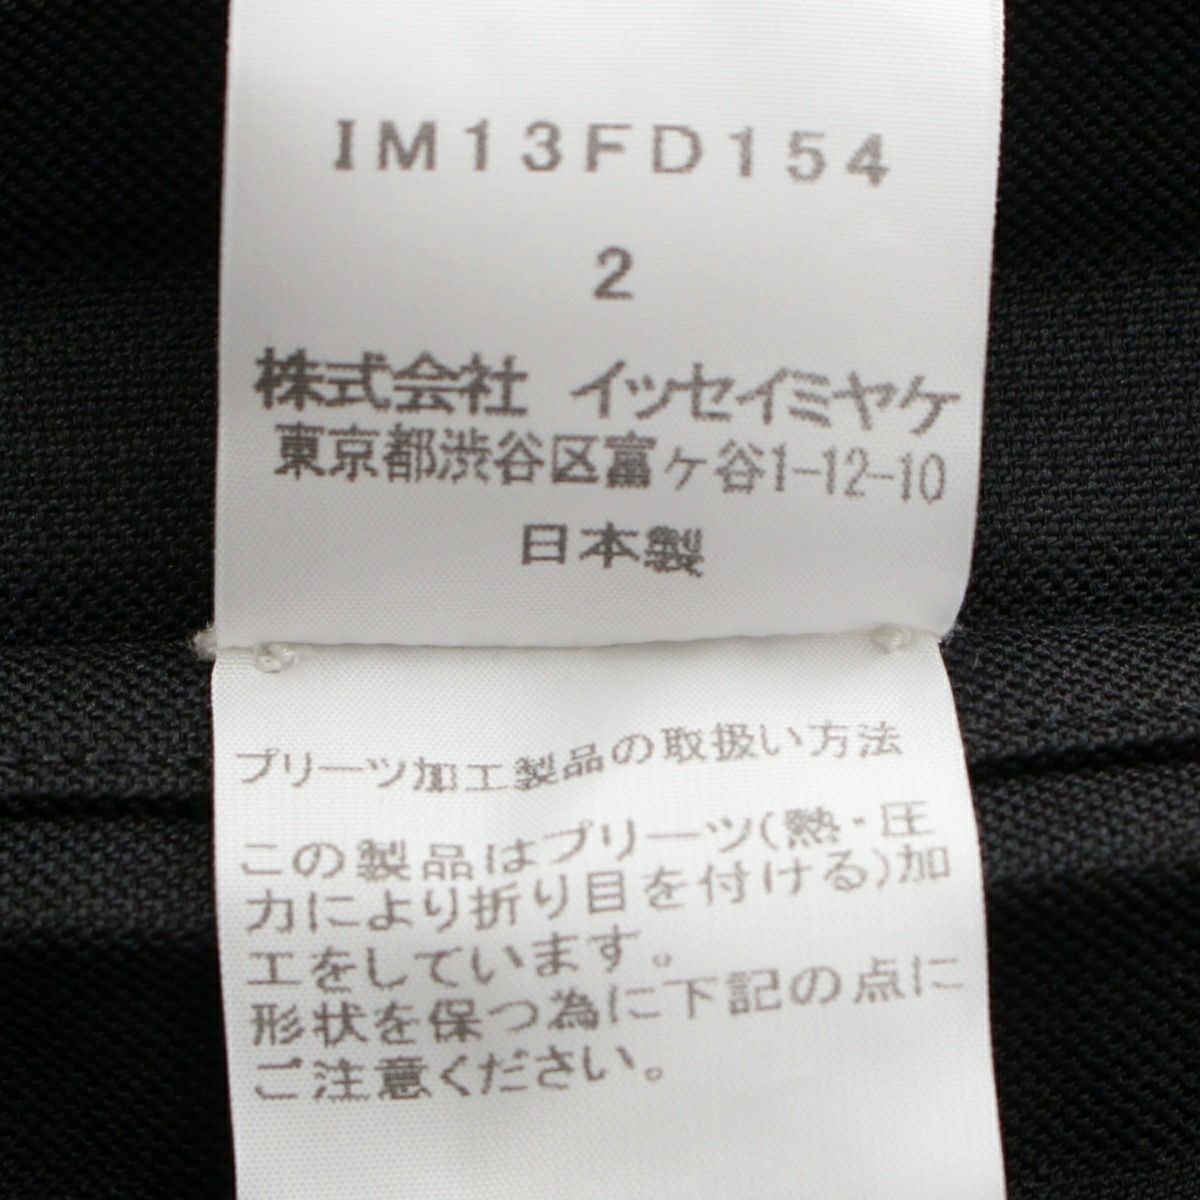 IM13FD154
2
株式会社 イッセイミヤケ
東京都渋谷区富ヶ谷1-12-10
日本製
プリーツ加工製品の取扱い方法
この製品はプリーツ(熱・圧
力により折り目を付ける)加
工をしています。
形状を保つ為に下記の点に
ご注意ください。